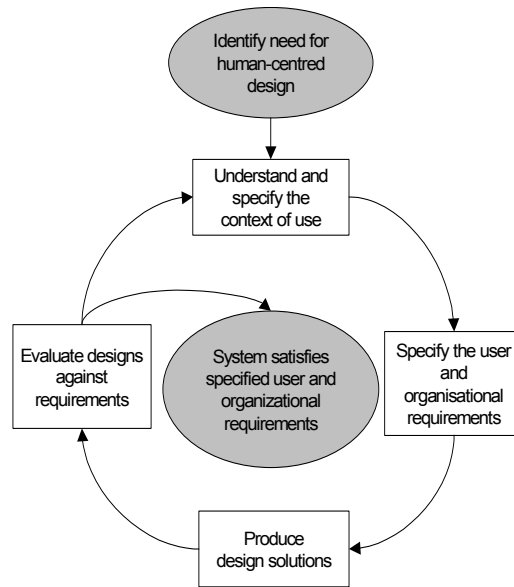 Identify need for
human-centred
design
Understand and
specify the
context of use
Evaluate designs
against
requirements
System satisfies
specified user and
organizational
requirements
Specify the user
and
organisational
requirements
Produce
design solutions